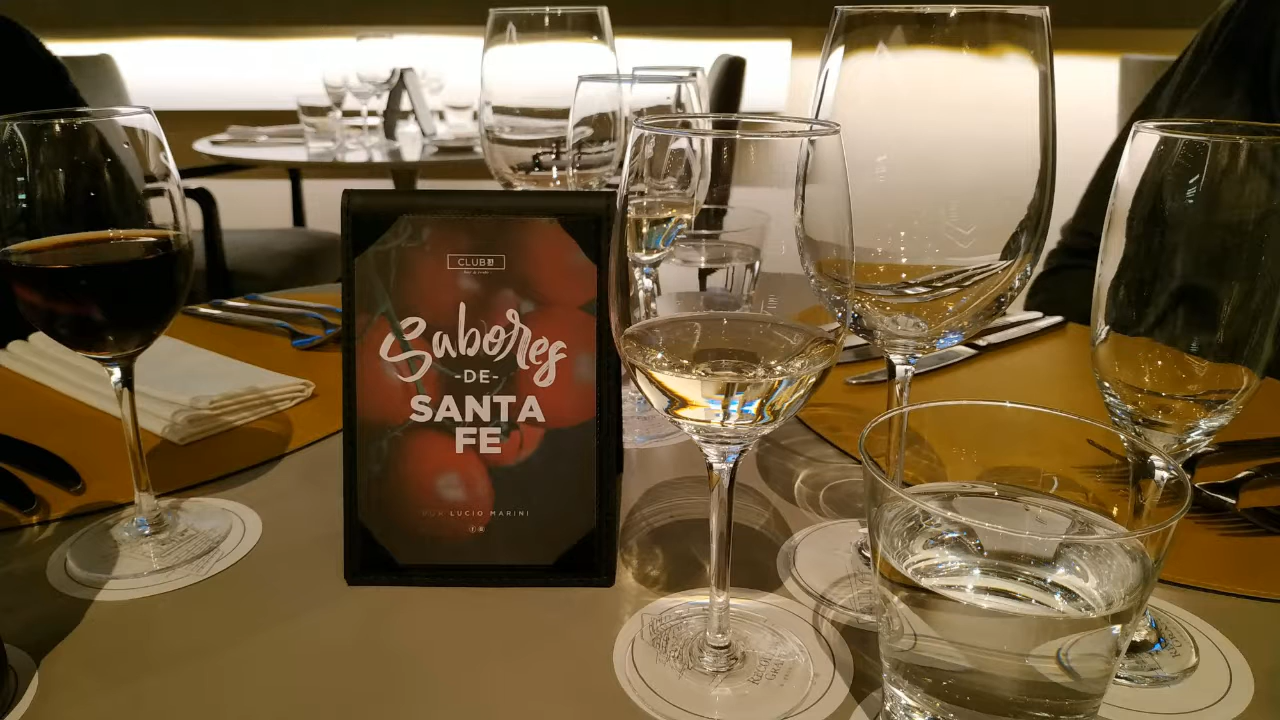 CLUB
Sabores
-DE-
SANTA
FE
POR LUCIO MARINI